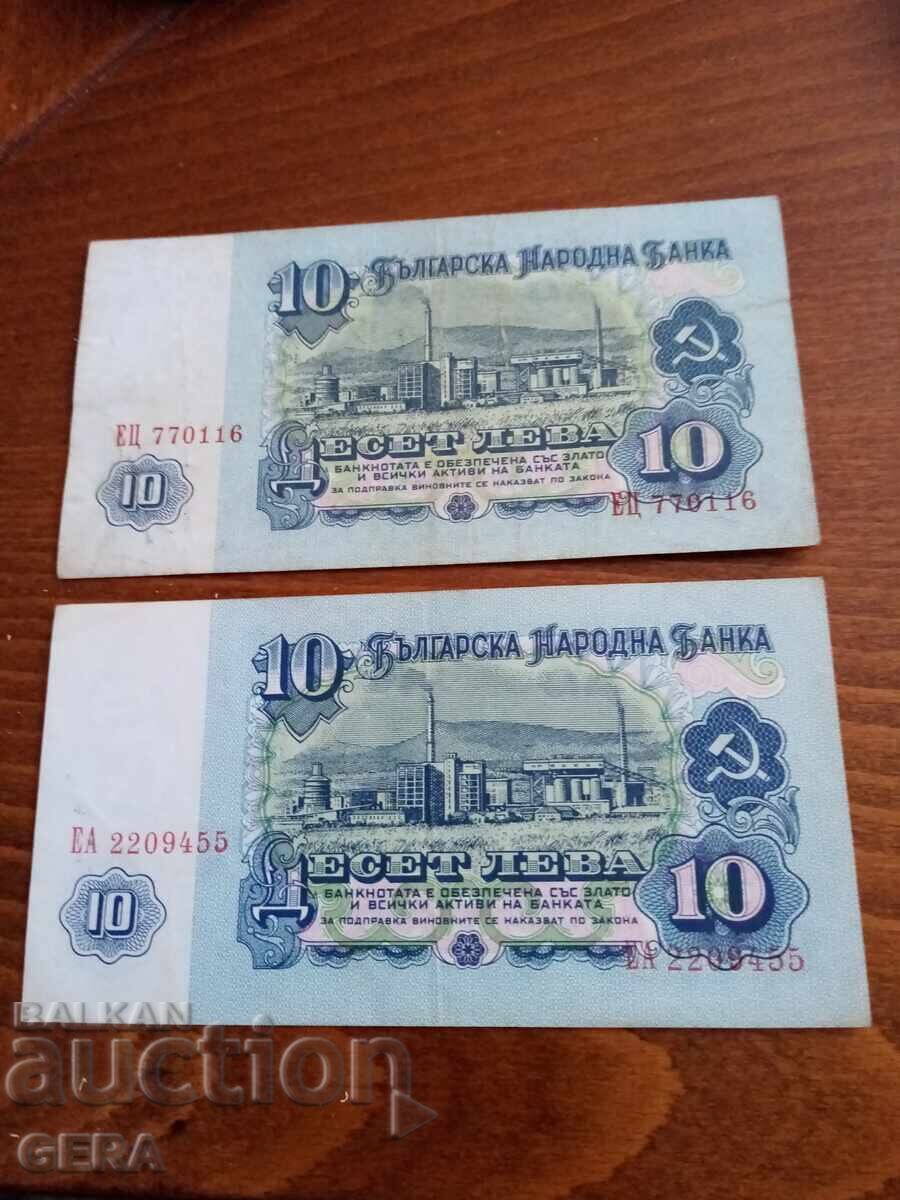 10 БЪЛГАРСКА НАРОДНА БАНКА
ЕЦ 770116
ДЕСЕТ ЛЕВА
БАНКНОТАТА Е ОБЕЗПЕЧЕНА СЪС ЗЛАТО
И ВСИЧКИ АКТИВИ НА БАНКАТА
ЗА ПОДПРАВКА ВИНОВНИТЕ СЕ НАКАЗВАТ ПО ЗАКОНА
10
10
ЕЦ 770116
10 БЪЛГАРСКА НАРОДНА БАНКА
ЕА 2209455
ДЕСЕТ ЛЕВА
БАНКНОТАТА Е ОБЕЗПЕЧЕНА СЪС ЗЛАТО
И ВСИЧКИ АКТИВИ НА БАНКАТА
ЗА ПОДПРАВКА ВИНОВНИТЕ СЕ НАКАЗВАТ ПО ЗАКОНА
10
10
ЕА 2209455
BALKAN
auction
GERA